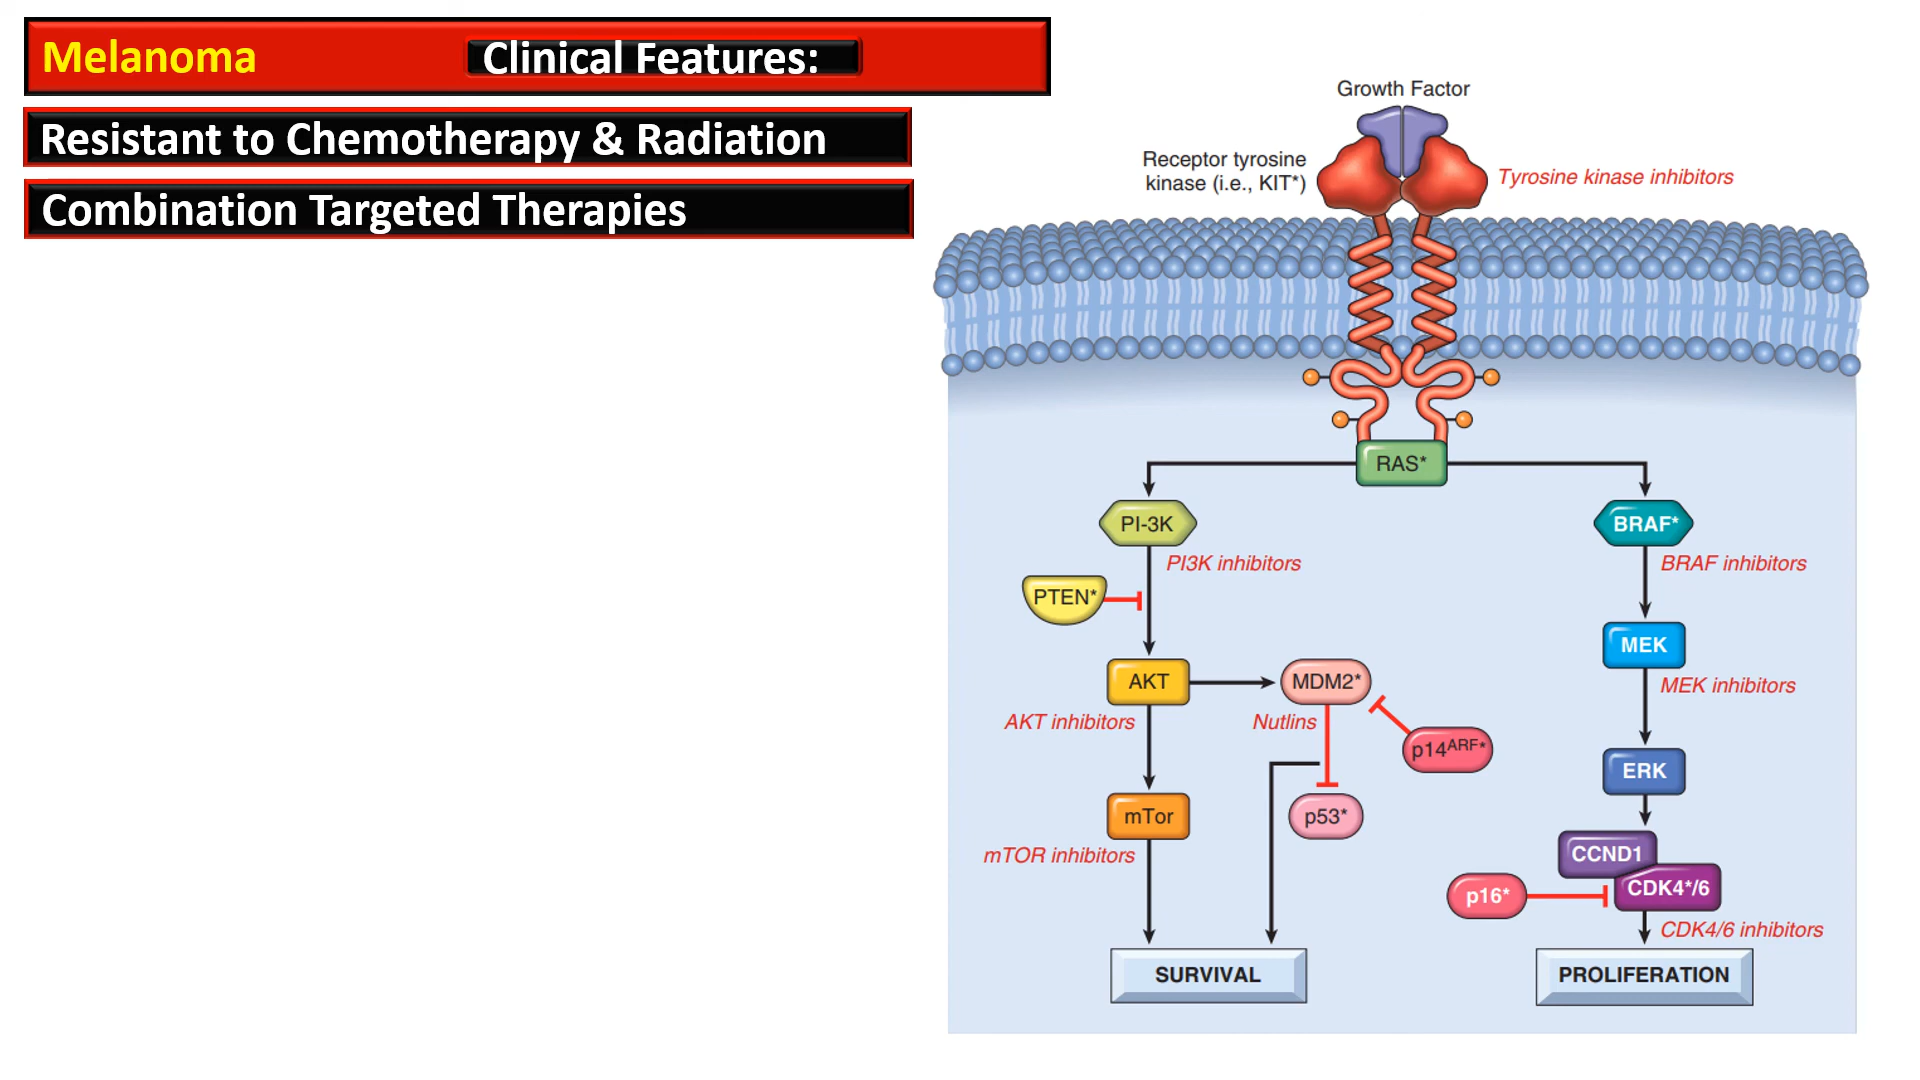 Melanoma
Clinical Features:
Resistant to Chemotherapy & Radiation
Combination Targeted Therapies
Growth Factor
Receptor tyrosine
kinase (i.e., KIT*)
Tyrosine kinase inhibitors
RAS*
PI-3K
BRAF*
PI3K inhibitors
BRAF inhibitors
PTEN*
MEK
AKT
MDM2*
MEK inhibitors
AKT inhibitors
Nutlins
p14ARF*
ERK
mTor
p53*
mTOR inhibitors
CCND1
CDK4*/6
p16*
CDK4/6 inhibitors
SURVIVAL
PROLIFERATION